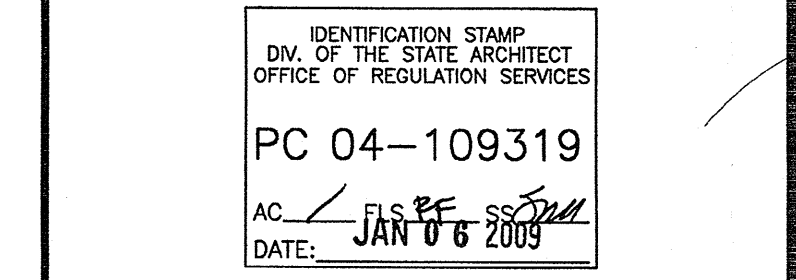 IDENTIFICATION STAMP
DIV. OF THE STATE ARCHITECT
OFFICE OF REGULATION SERVICES
PC 04-109319
AC / FLS SS
DATE: JAN 06 2009